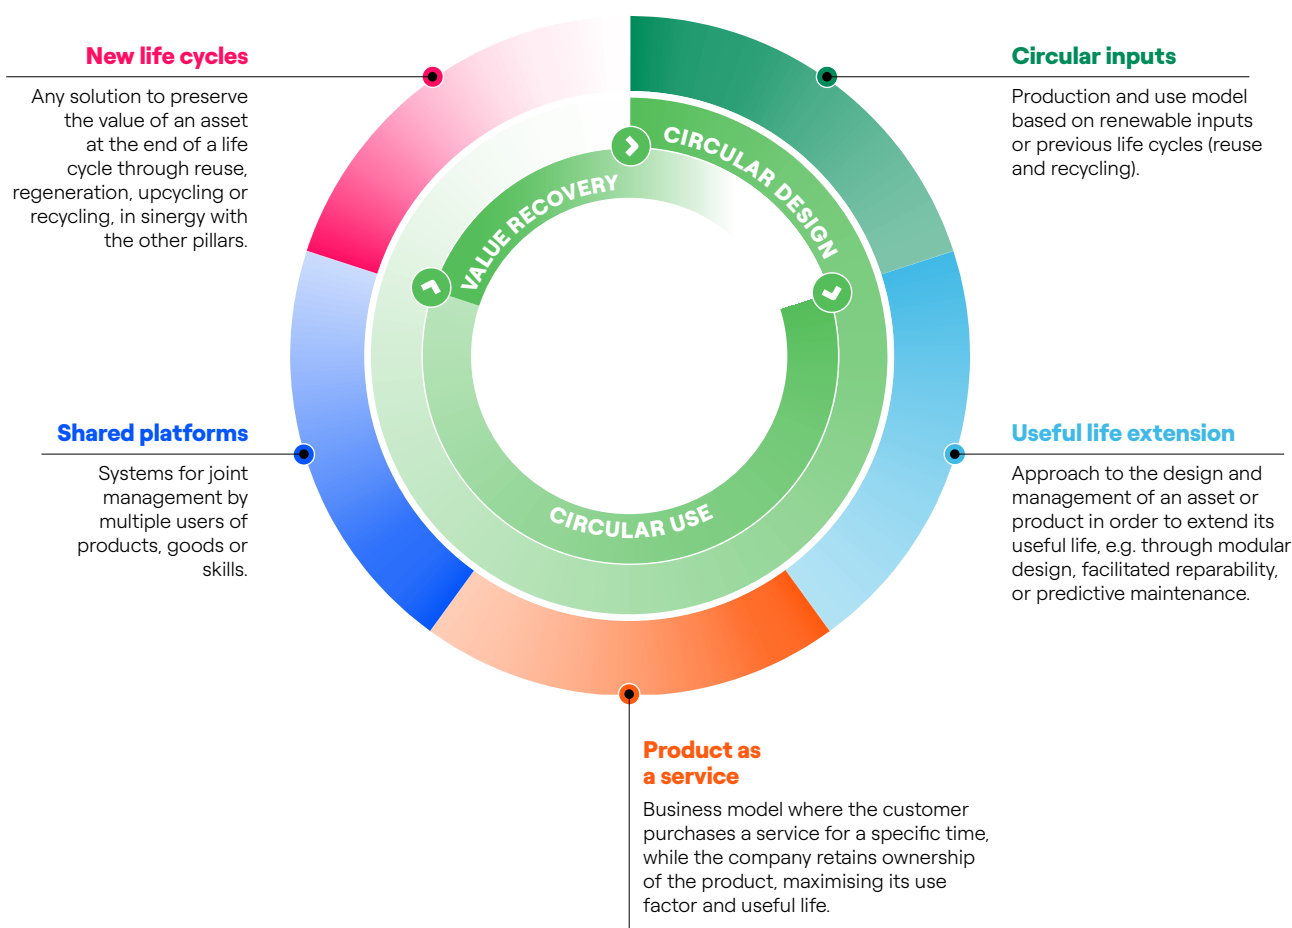 New life cycles
Any solution to preserve
the value of an asset
at the end of a life
cycle through reuse,
regeneration, upcycling or
recycling, in sinergy with
the other pillars.
Circular inputs
Production and use model
based on renewable inputs
or previous life cycles (reuse
and recycling).
CIRCULAR DESIGN
VALUE RECOVERY
CIRCULAR USE
Shared platforms
Systems for joint
management by
multiple users of
products, goods or
skills.
Useful life extension
Approach to the design and
management of an asset or
product in order to extend its
useful life, e.g. through modular
design, facilitated reparability,
or predictive maintenance.
Product as
a service
Business model where the customer
purchases a service for a specific time,
while the company retains ownership
of the product, maximising its use
factor and useful life.